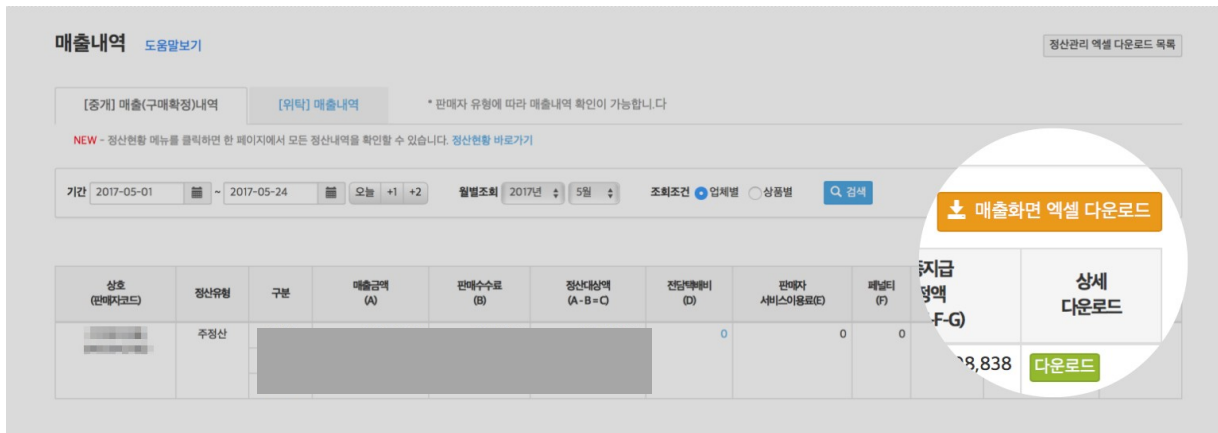 매출내역 도움말보기
정산관리 엑셀 다운로드 목록
[중개] 매출(구매확정)내역 [위탁] 매출내역 * 판매자 유형에 따라 매출내역 확인이 가능합니다
NEW - 정산현황 메뉴를 클릭하면 한 페이지에서 모든 정산내역을 확인할 수 있습니다. 정산현황 바로가기
기간 2017-05-01 ~ 2017-05-24 오늘 +1 +2 월별조회 2017년 5월 조회조건 업체별 상품별 검색
매출화면 엑셀 다운로드
상호
(판매자코드)
정산유형
구분
매출금액
(A)
판매수수료
(B)
정산대상액
(A - B = C)
전담택배비
(D)
판매자
서비스이용료(E)
페널티
(F)
지급
정액
-F-G)
상세
다운로드
주정산 0 0 0 8,838 다운로드